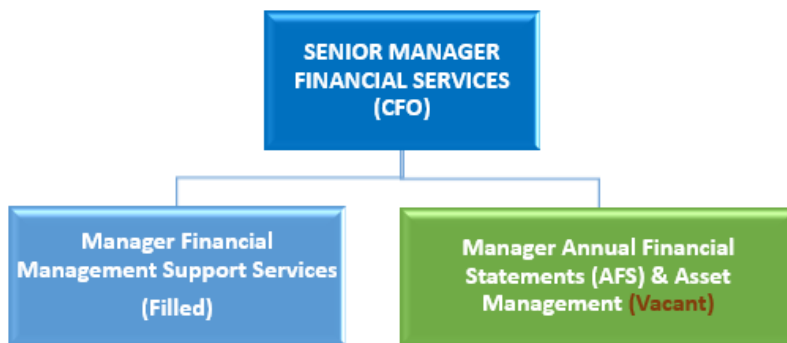 SENIOR MANAGER
FINANCIAL SERVICES
(CFO)
Manager Financial
Management Support Services
(Filled)
Manager Annual Financial
Statements (AFS) & Asset
Management (Vacant)